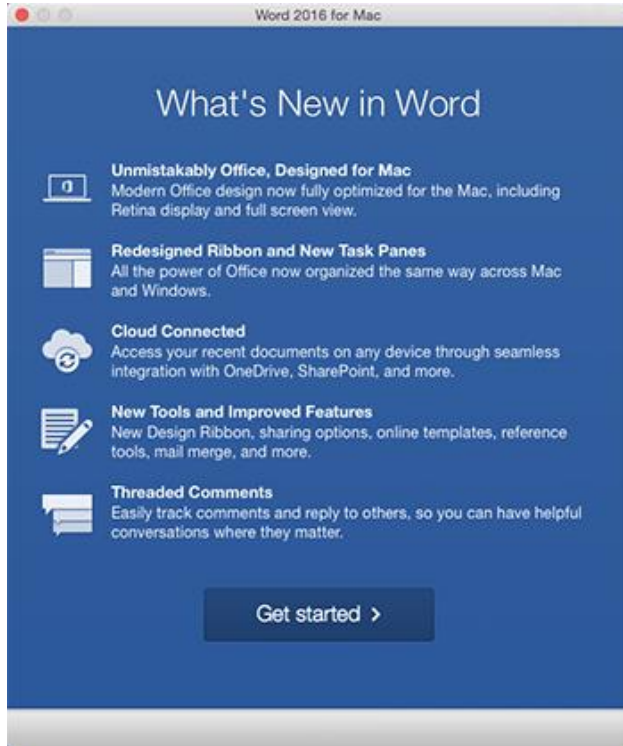 Word 2016 for Mac
What's New in Word
Unmistakably Office, Designed for Mac
Modern Office design now fully optimized for the Mac, including
Retina display and full screen view.
Redesigned Ribbon and New Task Panes
All the power of Office now organized the same way across Mac
and Windows.
Cloud Connected
Access your recent documents on any device through seamless
integration with OneDrive, SharePoint, and more.
New Tools and Improved Features
New Design Ribbon, sharing options, online templates, reference
tools, mail merge, and more.
Threaded Comments
Easily track comments and reply to others, so you can have helpful
conversations where they matter.
Get started >